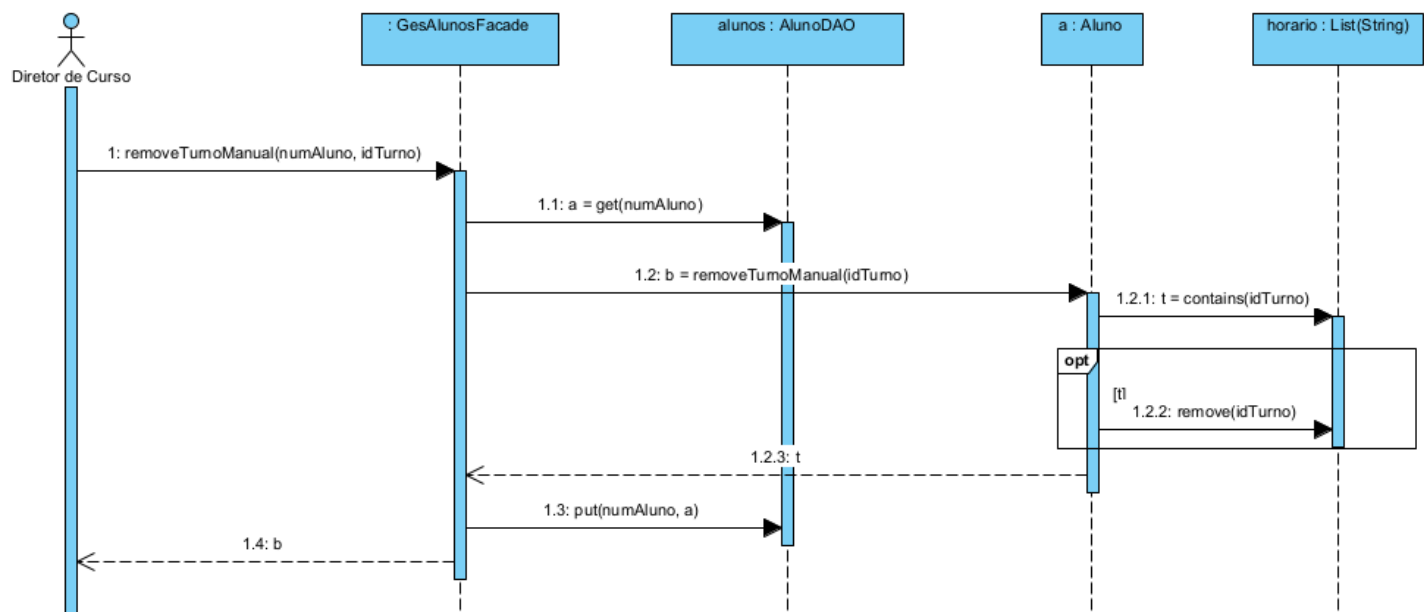 : GesAlunosFacade
alunos : AlunoDAO
a : Aluno
horario : List(String)
Diretor de Curso
1: removeTurnoManual(numAluno, idTurno)
1.1: a = get(numAluno)
1.2: b = removeTurnoManual(idTurno)
1.2.1: t = contains(idTurno)
opt
[t]
1.2.2: remove(idTurno)
1.2.3: t
1.3: put(numAluno, a)
1.4: b